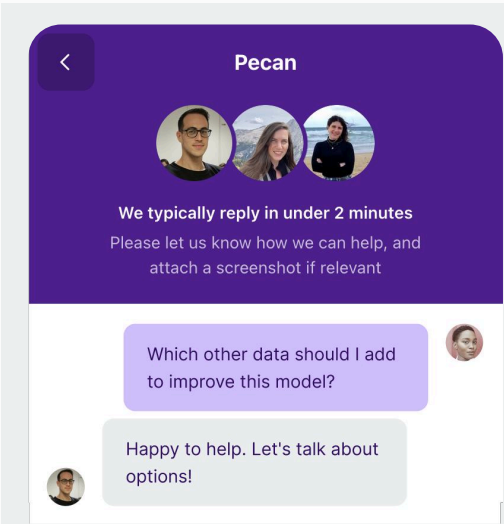 Pecan
We typically reply in under 2 minutes
Please let us know how we can help, and
attach a screenshot if relevant
Which other data should I add
to improve this model?
Happy to help. Let's talk about
options!